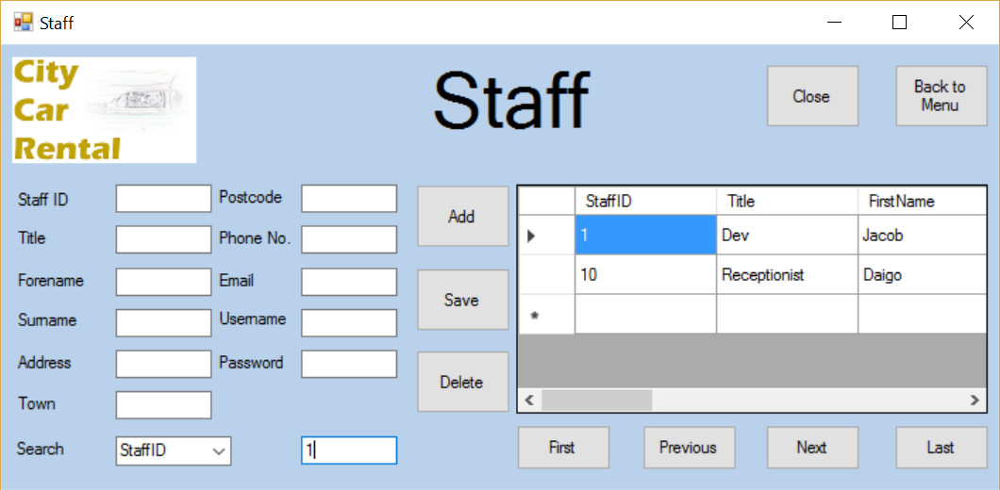 Staff
City
Car
Rental
Staff
Close
Back to
Menu
Staff ID
Postcode
Title
Phone No.
Forename
Email
Surname
Username
Address
Password
Town
Search
StaffID
1
Add
Save
Delete
StaffID Title FirstName
1 Dev Jacob
10 Receptionist Daigo
*
First
Previous
Next
Last